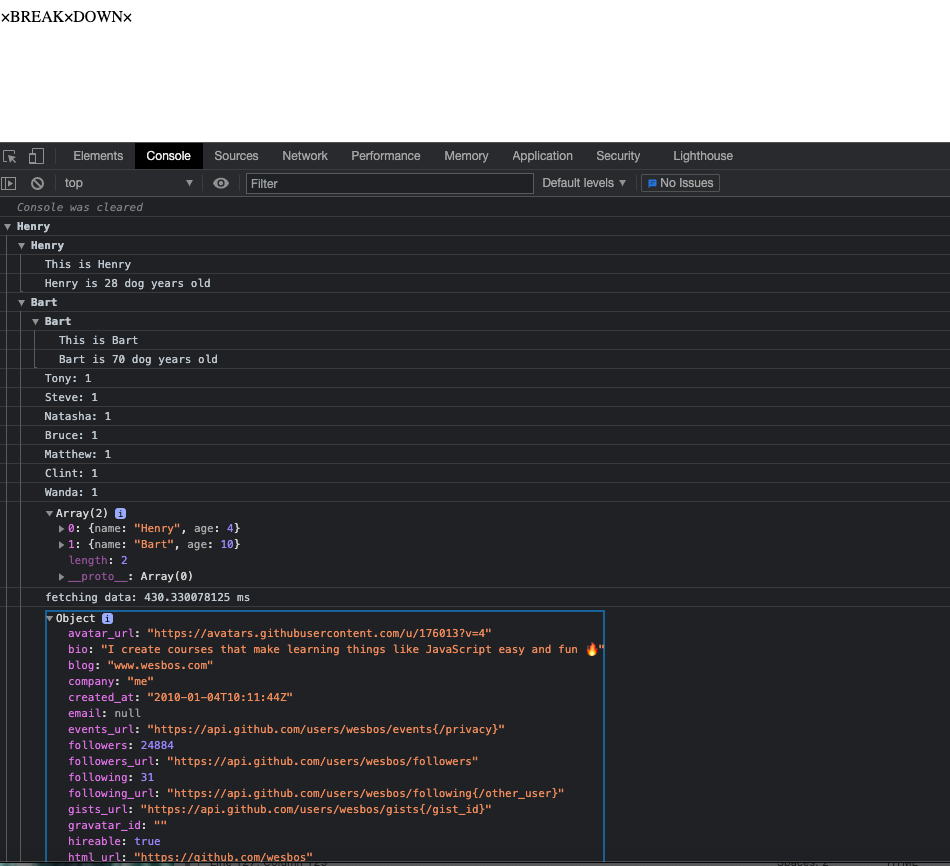 ×BREAK×DOWN×
Elements Console Sources Network Performance Memory Application Security Lighthouse
top Filter Default levels No Issues
Console was cleared
Henry
Henry
This is Henry
Henry is 28 dog years old
Bart
Bart
This is Bart
Bart is 70 dog years old
Tony: 1
Steve: 1
Natasha: 1
Bruce: 1
Matthew: 1
Clint: 1
Wanda: 1
Array(2) i
0: {name: "Henry", age: 4}
1: {name: "Bart", age: 10}
length: 2
__proto__: Array(0)
fetching data: 430.330078125 ms
Object i
avatar_url: "https://avatars.githubusercontent.com/u/176013?v=4"
bio: "I create courses that make learning things like JavaScript easy and fun 🔥"
blog: "www.wesbos.com"
company: "me"
created_at: "2010-01-04T10:11:44Z"
email: null
events_url: "https://api.github.com/users/wesbos/events{/privacy}"
followers: 24884
followers_url: "https://api.github.com/users/wesbos/followers"
following: 31
following_url: "https://api.github.com/users/wesbos/following{/other_user}"
gists_url: "https://api.github.com/users/wesbos/gists{/gist_id}"
gravatar_id: ""
hireable: true
html_url: "https://github.com/wesbos"